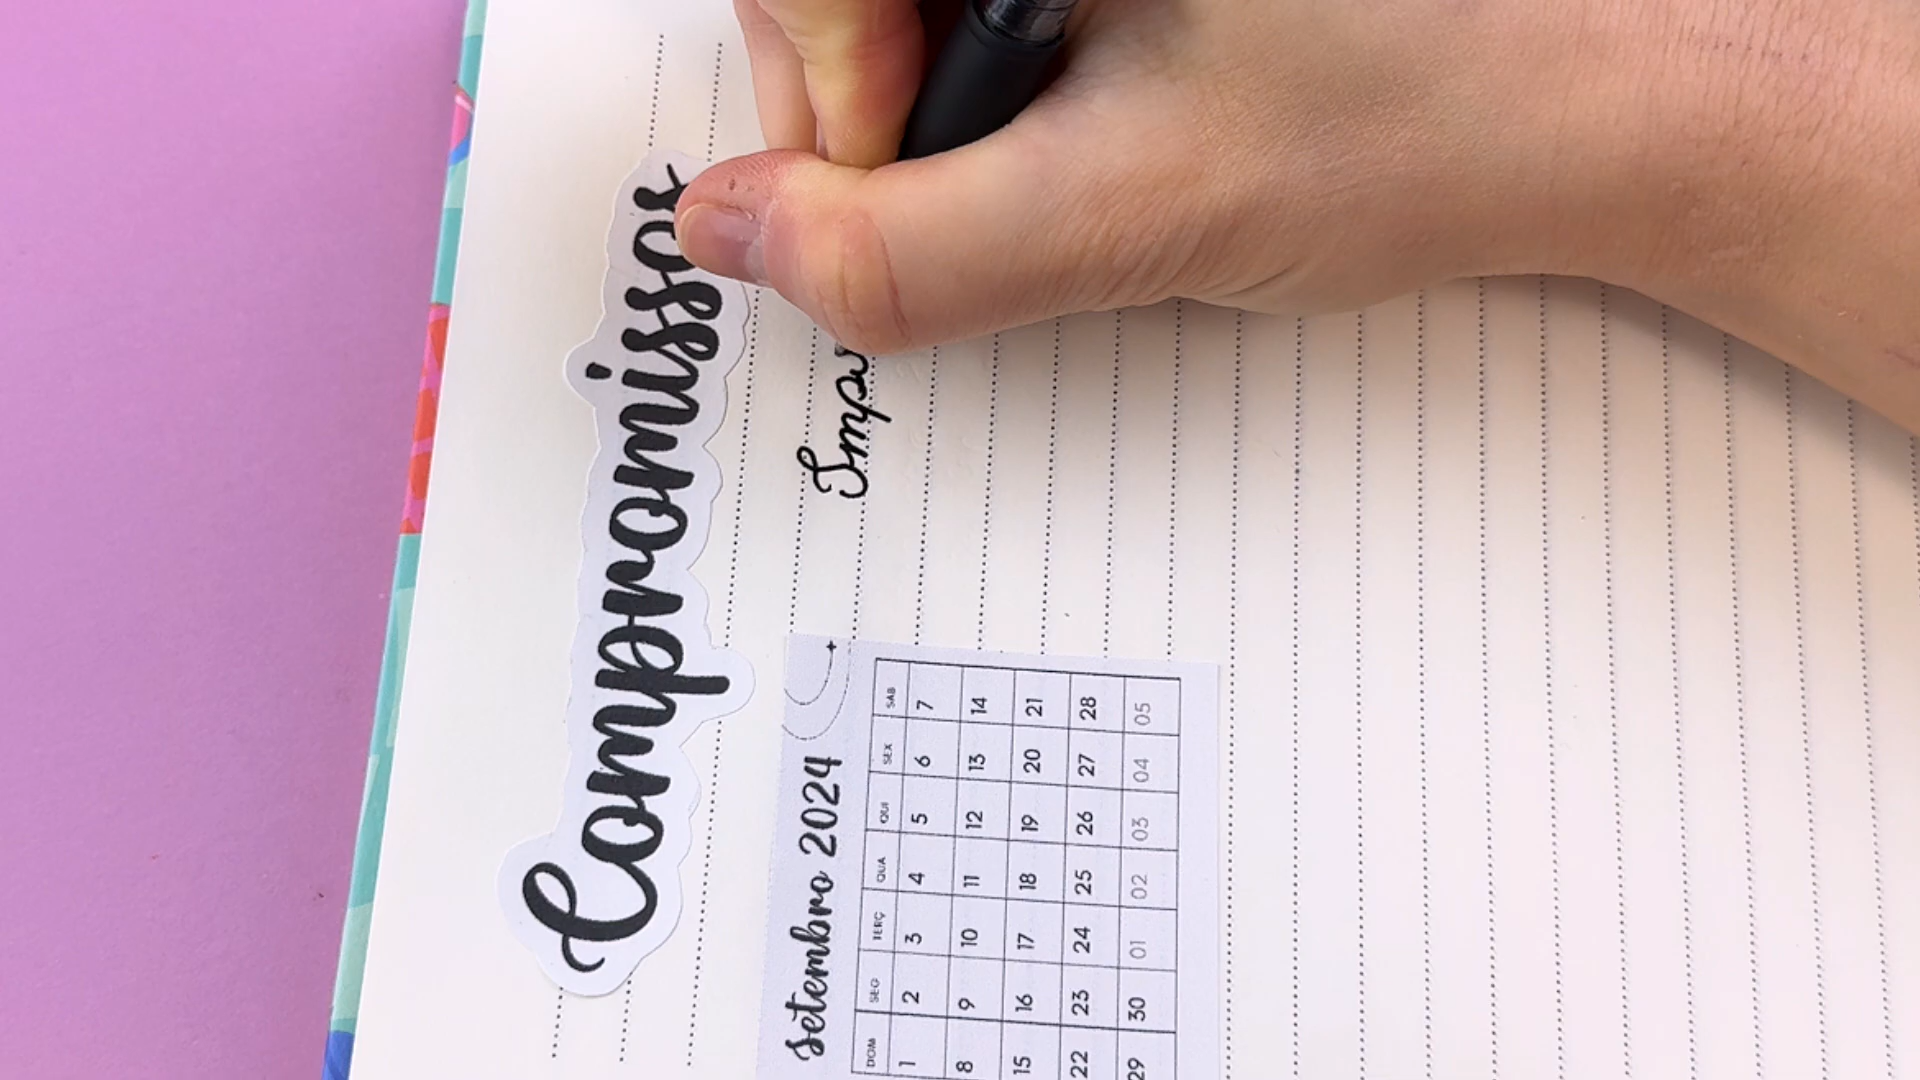 Compromissos
Impo
setembro 2024
DOM SEG TERÇ QUA QUI SEX SAB
1 2 3 4 5 6 7
8 9 10 11 12 13 14
15 16 17 18 19 20 21
22 23 24 25 26 27 28
29 30 01 02 03 04 05